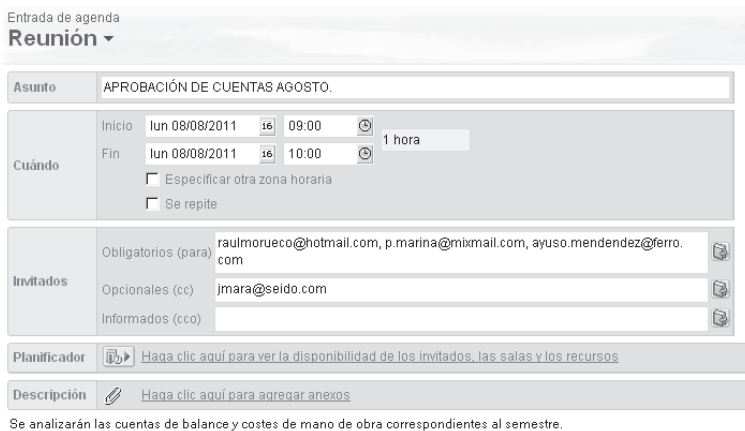 Entrada de agenda
Reunión
Asunto APROBACIÓN DE CUENTAS AGOSTO.
Cuándo
Inicio lun 08/08/2011 16 09:00
1 hora
Fin lun 08/08/2011 16 10:00
Especificar otra zona horaria
Se repite
Invitados
Obligatorios (para) raulmorueco@hotmail.com, p.marina@mixmail.com, ayuso.mendendez@ferro.
com
Opcionales (cc) jmara@seido.com
Informados (cco)
Planificador Haga clic aquí para ver la disponibilidad de los invitados, las salas y los recursos
Descripción Haga clic aquí para agregar anexos
Se analizarán las cuentas de balance y costes de mano de obra correspondientes al semestre.